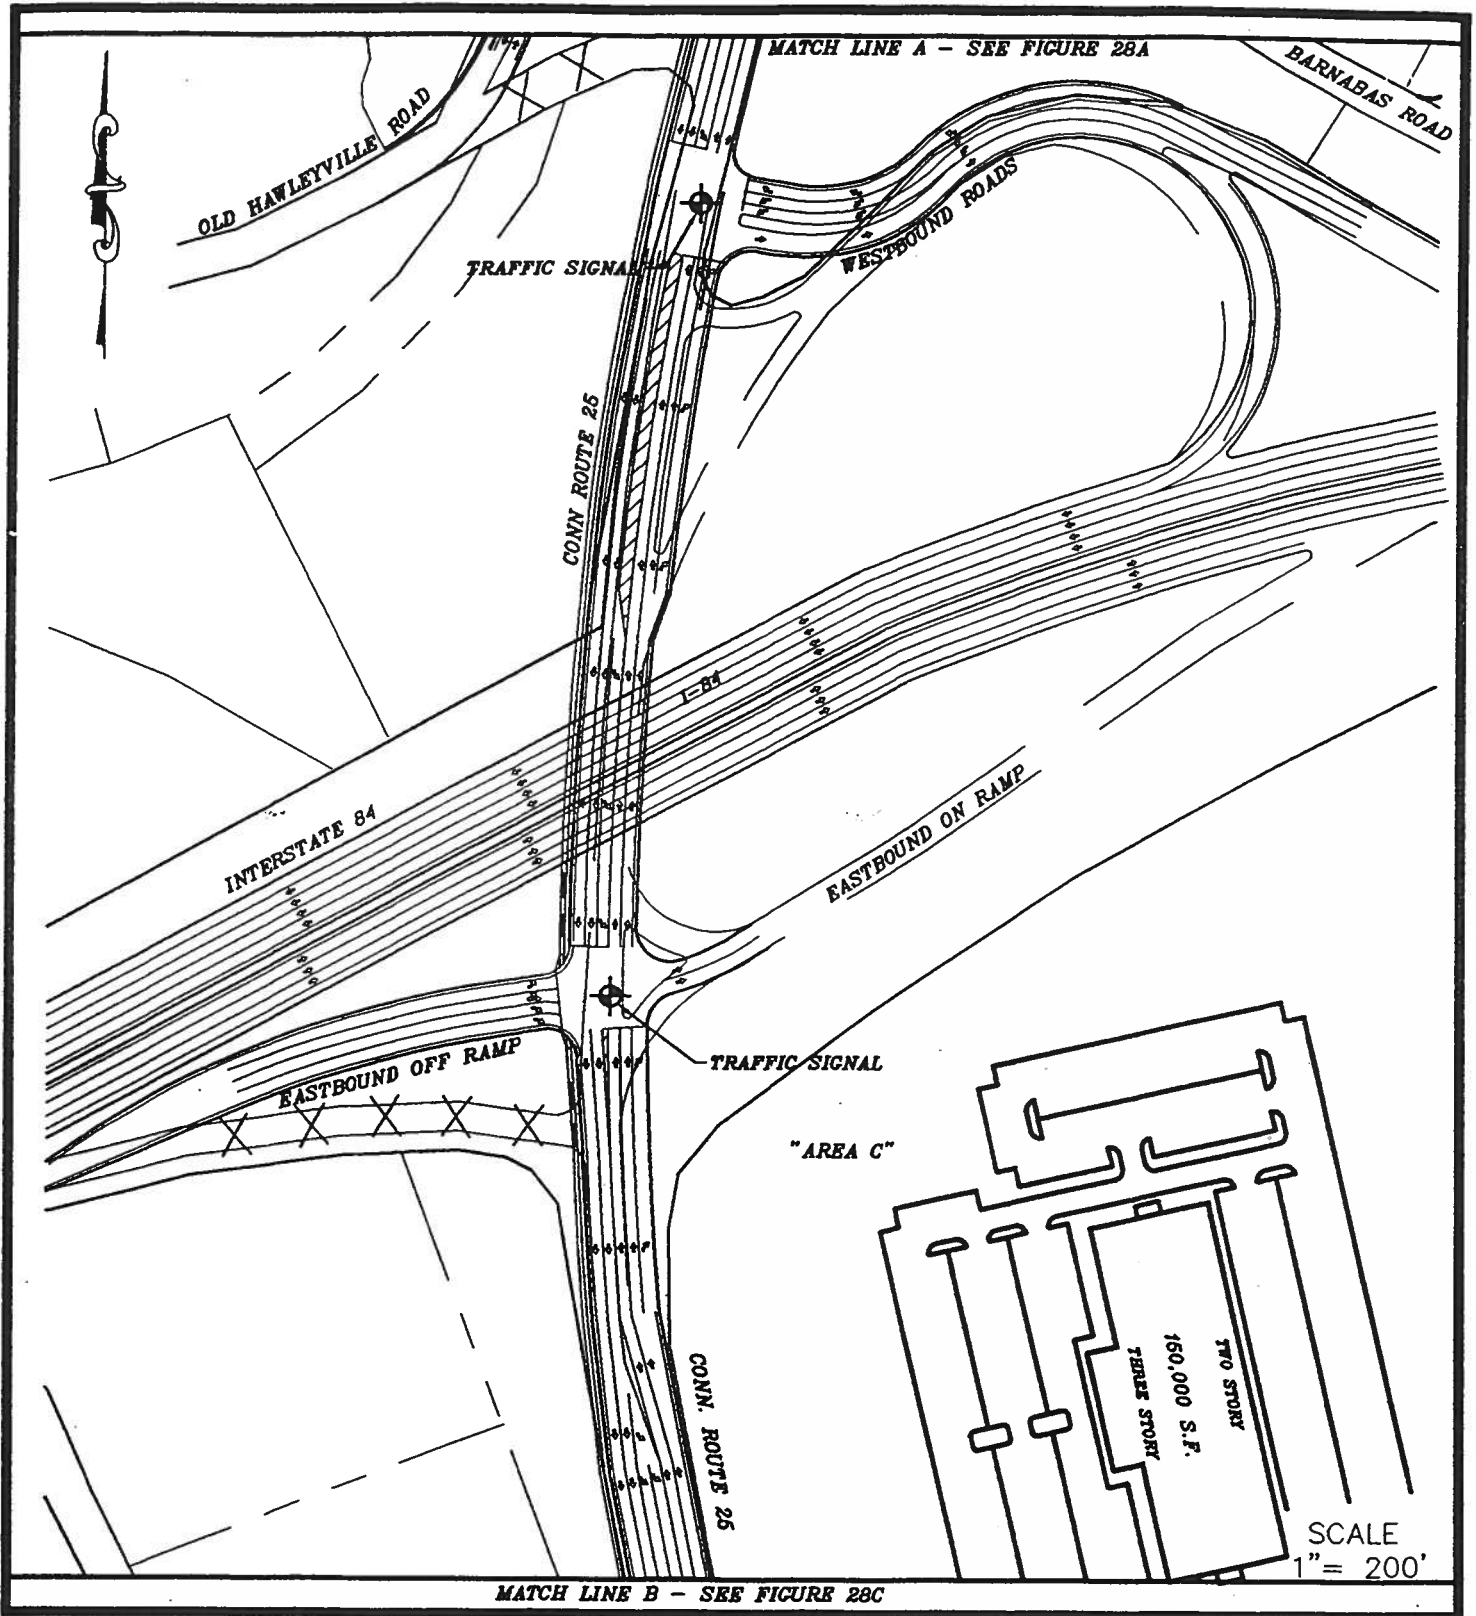 MATCH LINE A - SEE FIGURE 28A
BARNABAS ROAD
OLD HAWLEYVILLE ROAD
TRAFFIC SIGNAL
WESTBOUND ROADS
CONN ROUTE 25
I-84
INTERSTATE 84
EASTBOUND ON RAMP
EASTBOUND OFF RAMP
TRAFFIC SIGNAL
"AREA C"
CONN. ROUTE 25
TWO STORY
150,000 S.F.
THREE STORY
SCALE
1"= 200'
MATCH LINE B - SEE FIGURE 28C